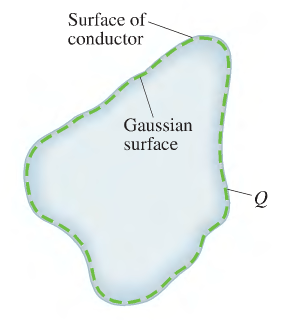 Surface of
conductor
Gaussian
surface
Q